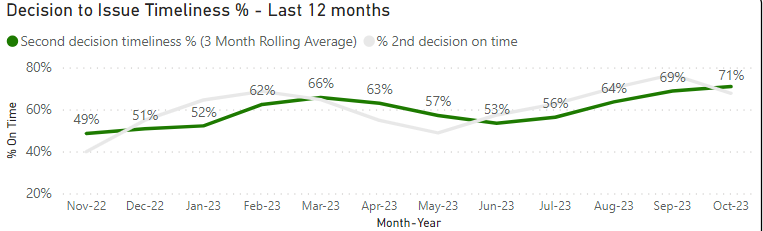 Decision to Issue Timeliness % - Last 12 months
Second decision timeliness % (3 Month Rolling Average) % 2nd decision on time
80%
60%
40%
20%
% On Time
49% 51% 52% 62% 66% 63% 57% 53% 56% 64% 69% 71%
Nov-22 Dec-22 Jan-23 Feb-23 Mar-23 Apr-23 May-23 Jun-23 Jul-23 Aug-23 Sep-23 Oct-23
Month-Year